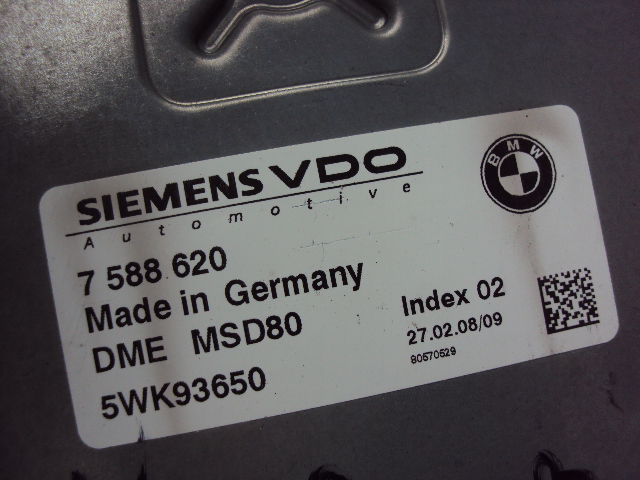 SIEMENS VDO
Automotive
BMW
7 588 620
Made in Germany
DME MSD80
5WK93650
Index 02
27.02.08/09
80570529